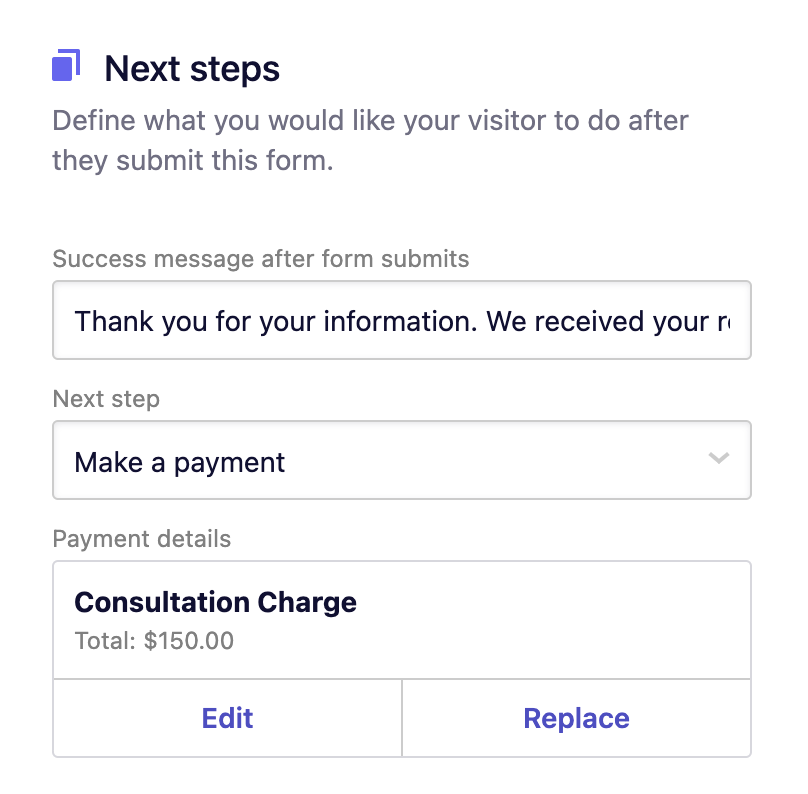 Next steps
Define what you would like your visitor to do after
they submit this form.
Success message after form submits
Thank you for your information. We received your
Next step
Make a payment
Payment details
Consultation Charge
Total: $150.00
Edit
Replace